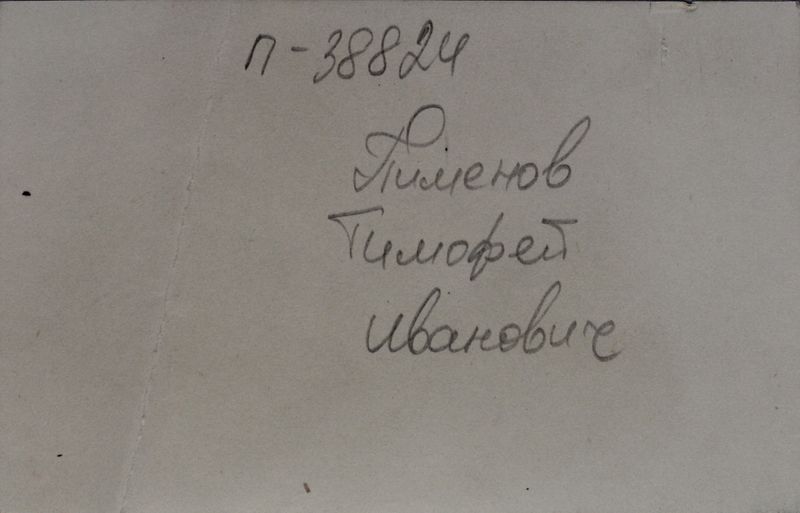 П-38824
Пименов
Тимофей
Иванович